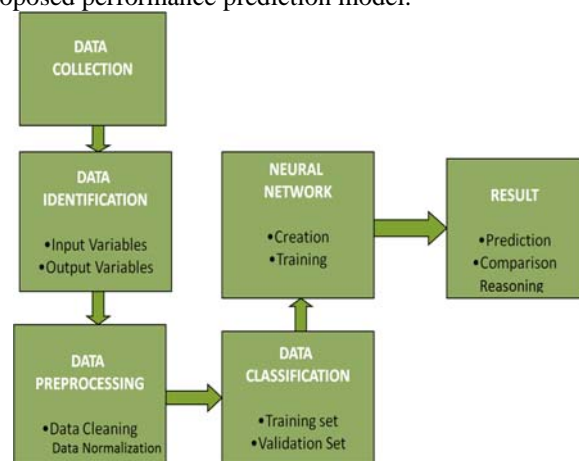 oposed performance prediction model.
DATA
COLLECTION
DATA
IDENTIFICATION
•Input Variables
•Output Variables
DATA
PREPROCESSING
•Data Cleaning
Data Normalization
DATA
CLASSIFICATION
•Training set
•Validation Set
NEURAL
NETWORK
•Creation
•Training
RESULT
•Prediction
•Comparison
Reasoning